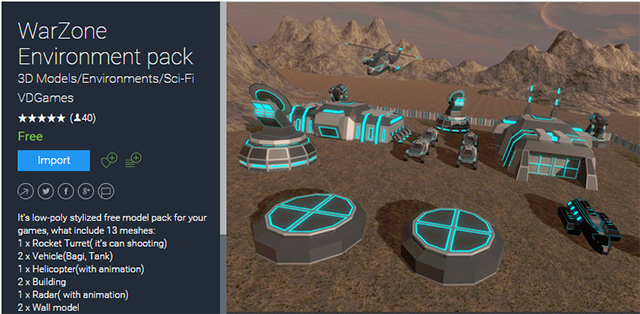 WarZone
Environment pack
3D Models/Environments/Sci-Fi
VDGames
★★★★★ (40)
Free
Import
It's low-poly stylized free model pack for your
games, what include 13 meshes:
1 x Rocket Turret( it's can shooting)
2 x Vehicle(Bagi, Tank)
1 x Helicopter(with animation)
2 x Building
1 x Radar( with animation)
2 x Wall model